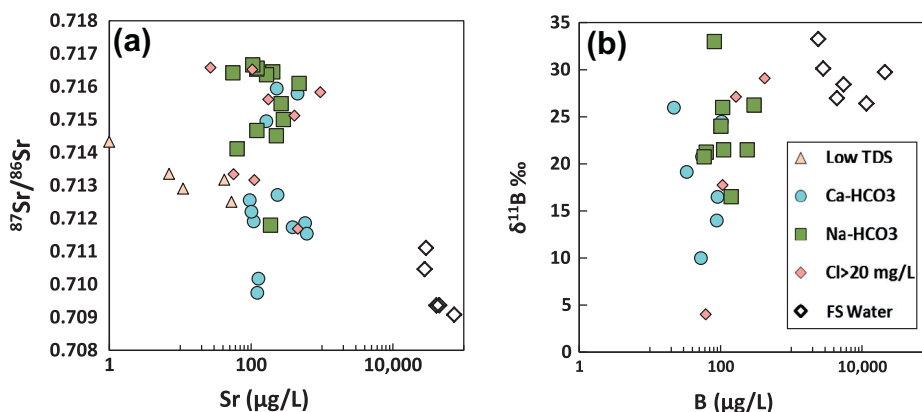 (a)
0.718
0.717
0.716
0.715
0.714
0.713
0.712
0.711
0.710
0.709
0.708
⁸⁷Sr/⁸⁶Sr
1
100
10,000
Sr (µg/L)
(b)
35
30
25
20
15
10
5
0
δ¹¹B ‰
1
100
10,000
B (µg/L)
Low TDS
Ca-HCO3
Na-HCO3
Cl>20 mg/L
FS Water